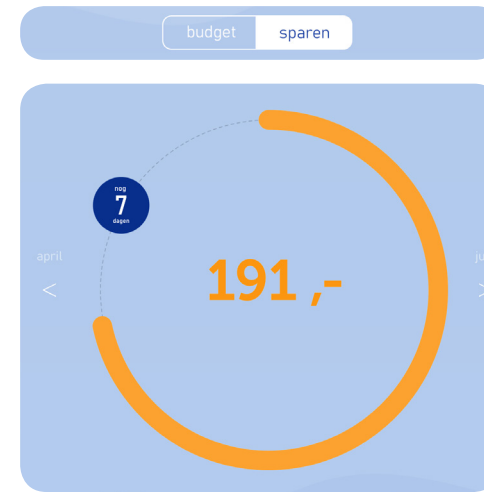 budget sparen
nog
7
dagen
april
191 ,-
<
>